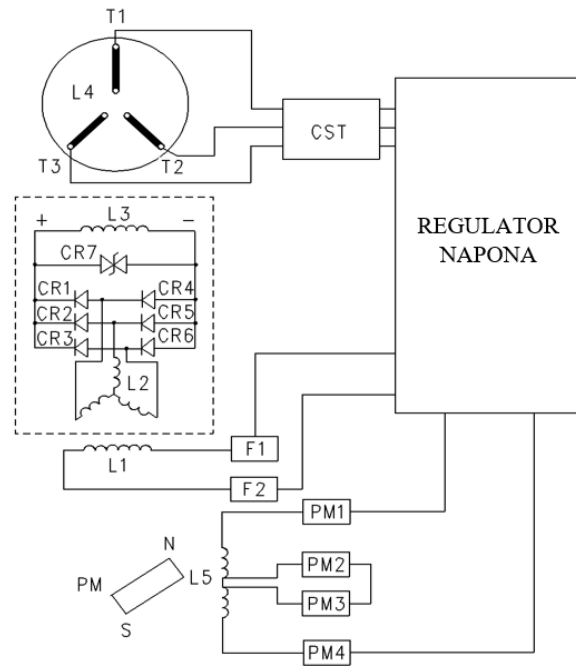 T1
L4
T3
T2
CST
REGULATOR
NAPONA
+
L3
−
CR7
CR1
CR4
CR2
CR5
CR3
CR6
L2
L1
F1
F2
PM1
N
PM
L5
PM2
PM3
S
PM4